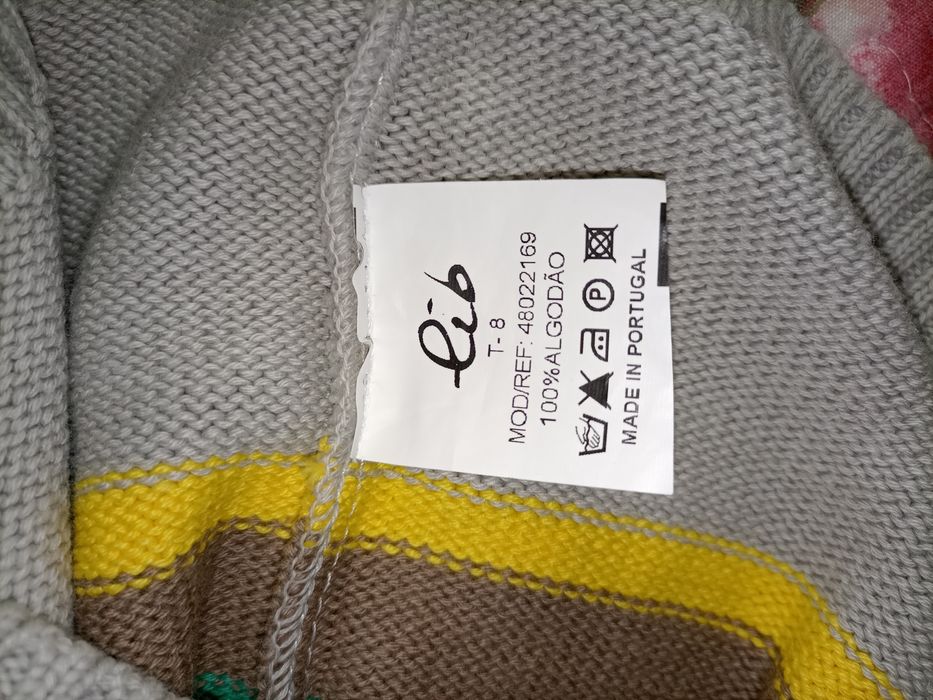 lib
T- 8
MOD/REF: 48022169
100%ALGODÃO
P
MADE IN PORTUGAL